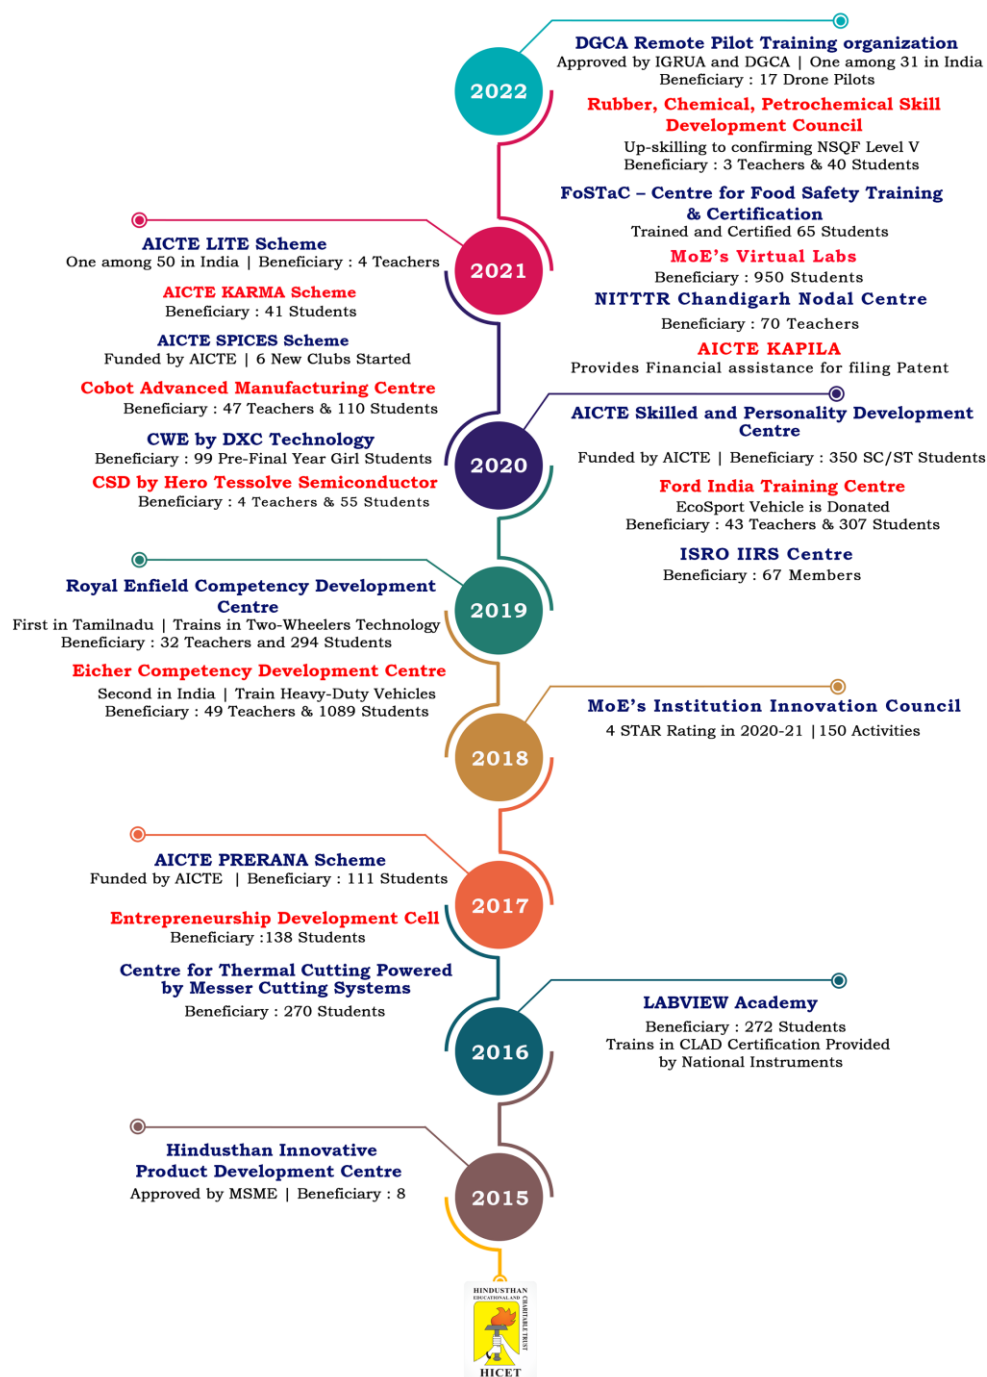 2022
DGCA Remote Pilot Training organization
Approved by IGRUA and DGCA | One among 31 in India
Beneficiary : 17 Drone Pilots
Rubber, Chemical, Petrochemical Skill
Development Council
Up-skilling to confirming NSQF Level V
Beneficiary : 3 Teachers & 40 Students
FoSTaC – Centre for Food Safety Training
& Certification
Trained and Certified 65 Students
MoE's Virtual Labs
Beneficiary : 950 Students
NITTTR Chandigarh Nodal Centre
Beneficiary : 70 Teachers
AICTE KAPILA
Provides Financial assistance for filing Patent
2021
AICTE LITE Scheme
One among 50 in India | Beneficiary : 4 Teachers
AICTE KARMA Scheme
Beneficiary : 41 Students
AICTE SPICES Scheme
Funded by AICTE | 6 New Clubs Started
Cobot Advanced Manufacturing Centre
Beneficiary : 47 Teachers & 110 Students
CWE by DXC Technology
Beneficiary : 99 Pre-Final Year Girl Students
CSD by Hero Tessolve Semiconductor
Beneficiary : 4 Teachers & 55 Students
2020
AICTE Skilled and Personality Development
Centre
Funded by AICTE | Beneficiary : 350 SC/ST Students
Ford India Training Centre
EcoSport Vehicle is Donated
Beneficiary : 43 Teachers & 307 Students
ISRO IIRS Centre
Beneficiary : 67 Members
2019
Royal Enfield Competency Development
Centre
First in Tamilnadu | Trains in Two-Wheelers Technology
Beneficiary : 32 Teachers and 294 Students
Eicher Competency Development Centre
Second in India | Train Heavy-Duty Vehicles
Beneficiary : 49 Teachers & 1089 Students
2018
MoE's Institution Innovation Council
4 STAR Rating in 2020-21 |150 Activities
2017
AICTE PRERANA Scheme
Funded by AICTE | Beneficiary : 111 Students
Entrepreneurship Development Cell
Beneficiary :138 Students
Centre for Thermal Cutting Powered
by Messer Cutting Systems
Beneficiary : 270 Students
2016
LABVIEW Academy
Beneficiary : 272 Students
Trains in CLAD Certification Provided
by National Instruments
2015
Hindusthan Innovative
Product Development Centre
Approved by MSME | Beneficiary : 8
HINDUSTHAN
EDUCATIONAL AND
CHARITABLE TRUST
HICET